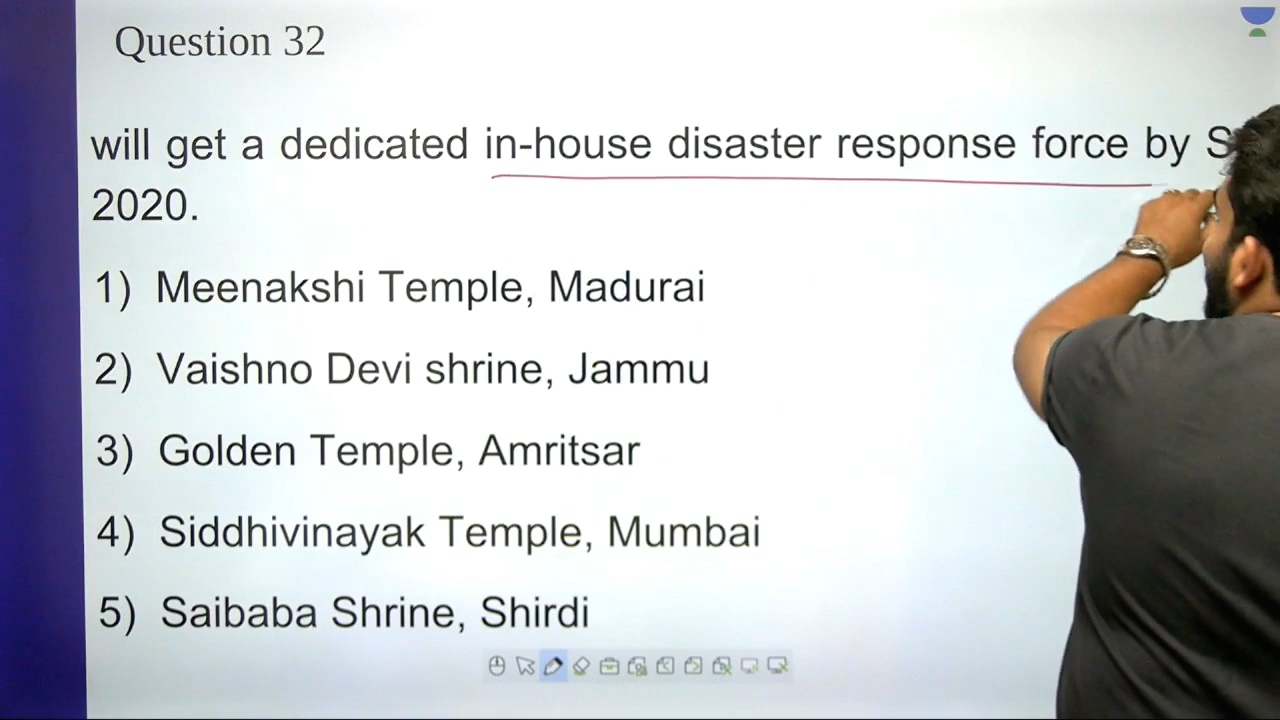 Question 32
will get a dedicated in-house disaster response force by
2020.
1) Meenakshi Temple, Madurai
2) Vaishno Devi shrine, Jammu
3) Golden Temple, Amritsar
4) Siddhivinayak Temple, Mumbai
5) Saibaba Shrine, Shirdi